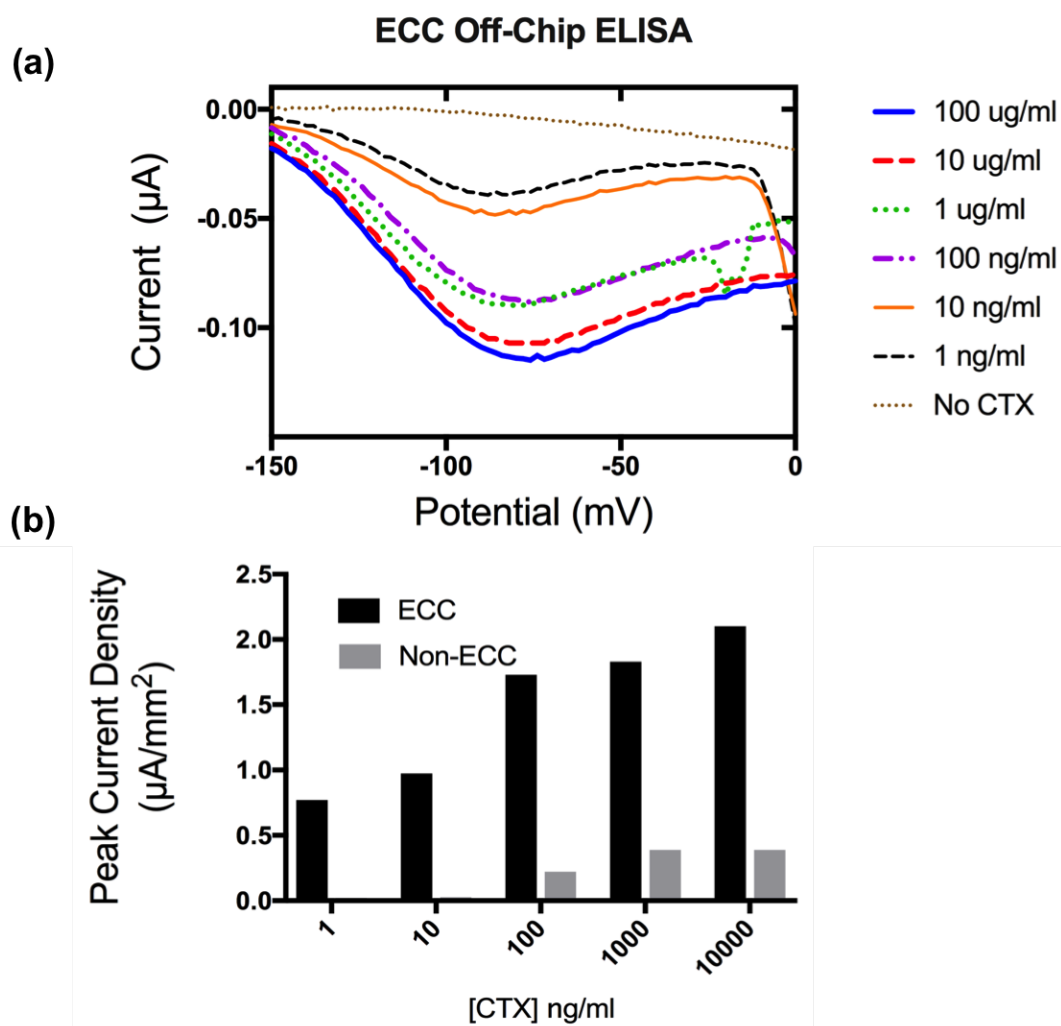 ECC Off-Chip ELISA
(a)
Current (µA)
0.00
-0.05
-0.10
-150
-100
-50
0
Potential (mV)
100 ug/ml
10 ug/ml
1 ug/ml
100 ng/ml
10 ng/ml
1 ng/ml
No CTX
(b)
Peak Current Density
(µA/mm²)
2.5
2.0
1.5
1.0
0.5
0.0
ECC
Non-ECC
1
10
100
1000
10000
[CTX] ng/ml